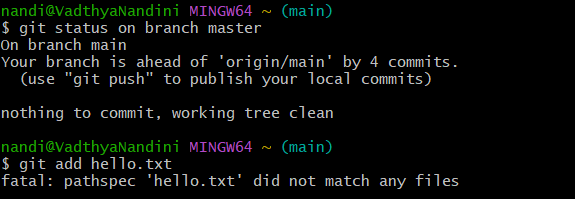 nandi@VadthyaNandini MINGW64 ~ (main)
$ git status on branch master
On branch main
Your branch is ahead of 'origin/main' by 4 commits.
  (use "git push" to publish your local commits)

nothing to commit, working tree clean

nandi@VadthyaNandini MINGW64 ~ (main)
$ git add hello.txt
fatal: pathspec 'hello.txt' did not match any files